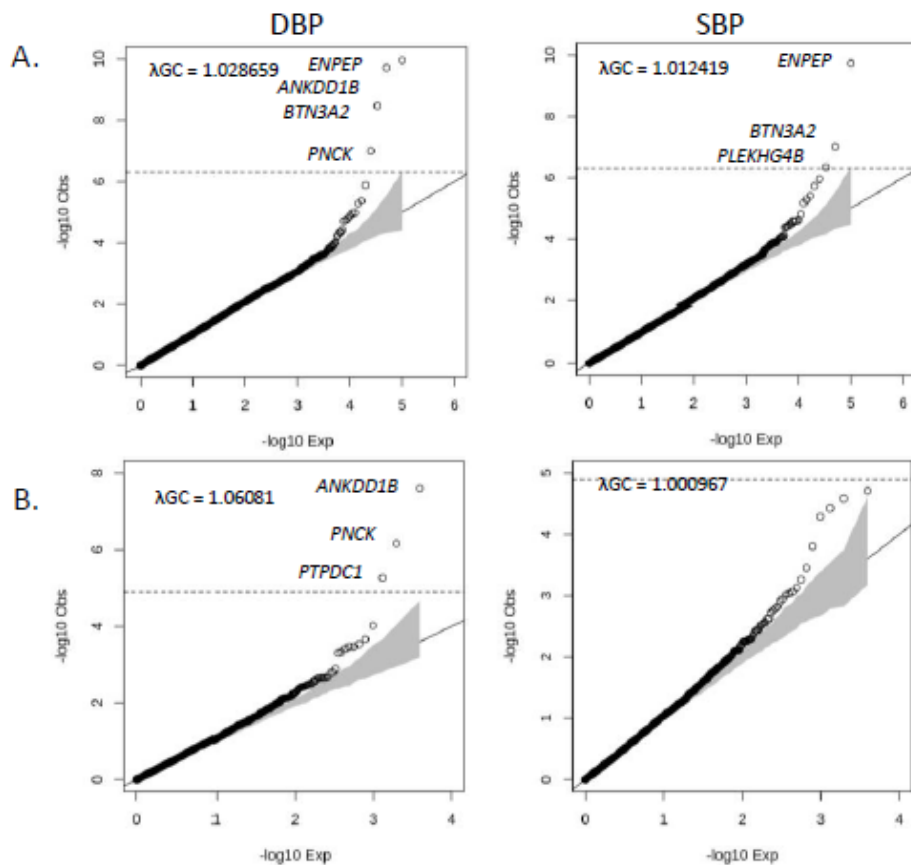 DBP
SBP
A.
λGC = 1.028659
ENPEP
ANKDD1B
BTN3A2
PNCK
-log10 Obs
10
8
6
4
2
0
0 1 2 3 4 5 6
-log10 Exp
λGC = 1.012419
ENPEP
BTN3A2
PLEKHG4B
-log10 Obs
10
8
6
4
2
0
0 1 2 3 4 5 6
-log10 Exp
B.
λGC = 1.06081
ANKDD1B
PNCK
PTPDC1
-log10 Obs
8
6
4
2
0
0 1 2 3 4
-log10 Exp
λGC = 1.000967
-log10 Obs
5
4
3
2
1
0
0 1 2 3 4
-log10 Exp